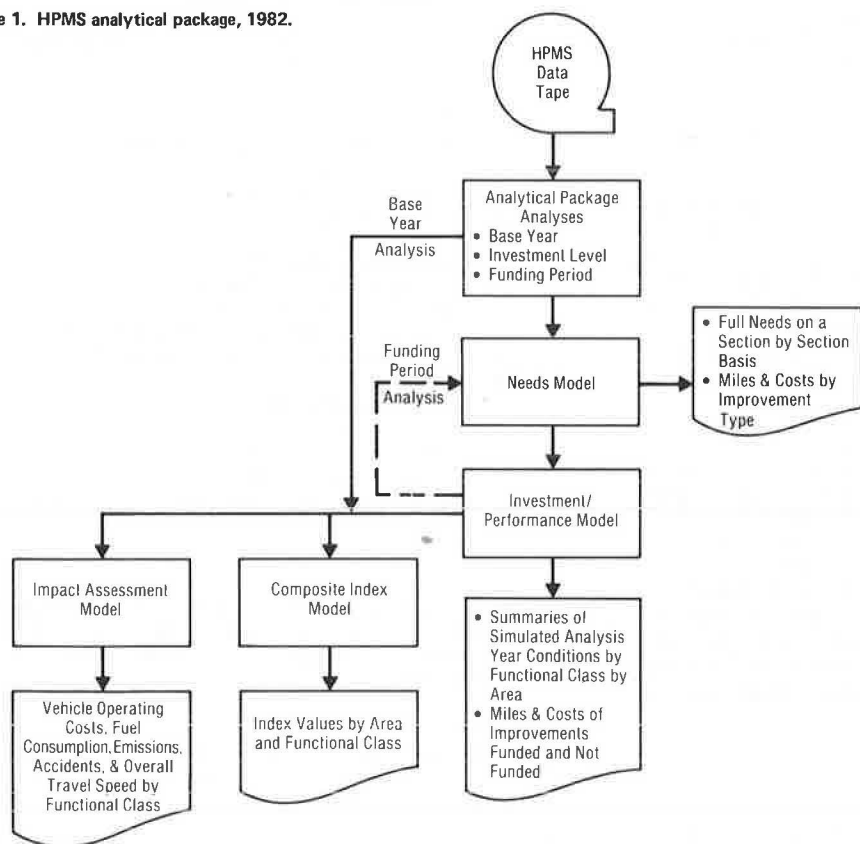 e 1. HPMS analytical package, 1982.
HPMS
Data
Tape
Base
Year
Analysis
Analytical Package
Analyses
• Base Year
• Investment Level
• Funding Period
Funding
Period
Analysis
Needs Model
• Full Needs on a
Section by Section
Basis
• Miles & Costs by
Improvement
Type
Investment/
Performance Model
Impact Assessment
Model
Composite Index
Model
• Summaries of
Simulated Analysis
Year Conditions by
Functional Class by
Area
• Miles & Costs of
Improvements
Funded and Not
Funded
Vehicle Operating
Costs, Fuel
Consumption, Emissions,
Accidents, & Overall
Travel Speed by
Functional Class
Index Values by Area
and Functional Class